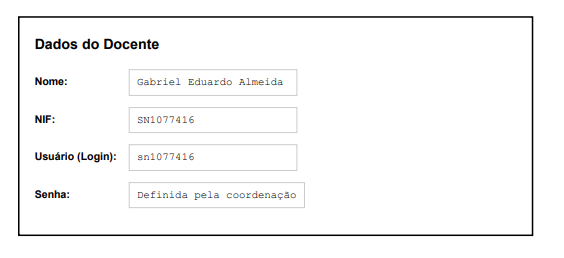 Dados do Docente
Nome: Gabriel Eduardo Almeida
NIF: SN1077416
Usuário (Login): sn1077416
Senha: Definida pela coordenação